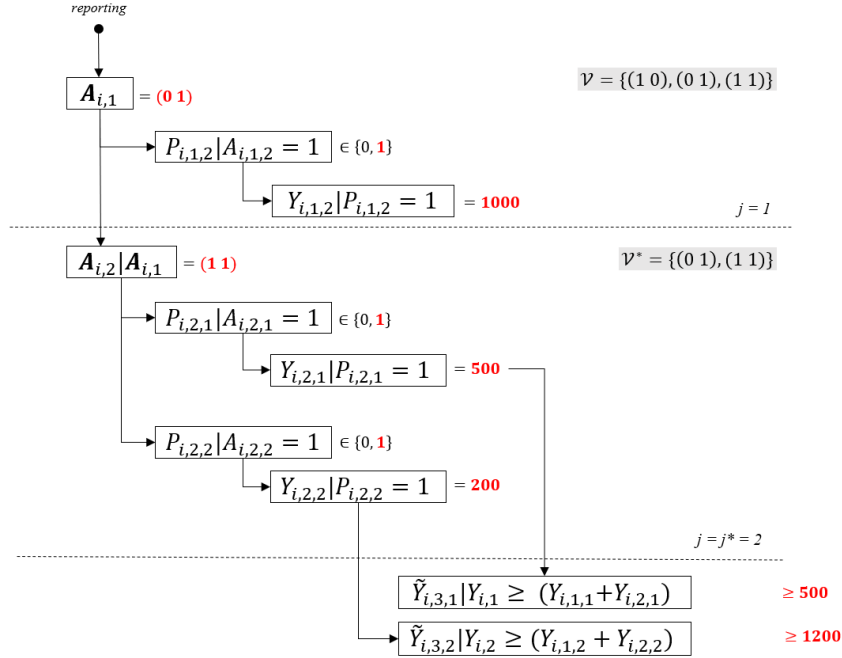 reporting
A_{i,1} = (0 1)
𝒱 = {(1 0), (0 1), (1 1)}
P_{i,1,2}|A_{i,1,2} = 1 ∈ {0, 1}
Y_{i,1,2}|P_{i,1,2} = 1 = 1000
j = 1
A_{i,2}|A_{i,1} = (1 1)
𝒱* = {(0 1), (1 1)}
P_{i,2,1}|A_{i,2,1} = 1 ∈ {0, 1}
Y_{i,2,1}|P_{i,2,1} = 1 = 500
P_{i,2,2}|A_{i,2,2} = 1 ∈ {0, 1}
Y_{i,2,2}|P_{i,2,2} = 1 = 200
j = j* = 2
Ỹ_{i,3,1}|Y_{i,1} ≥ (Y_{i,1,1}+Y_{i,2,1}) ≥ 500
Ỹ_{i,3,2}|Y_{i,2} ≥ (Y_{i,1,2} + Y_{i,2,2}) ≥ 1200